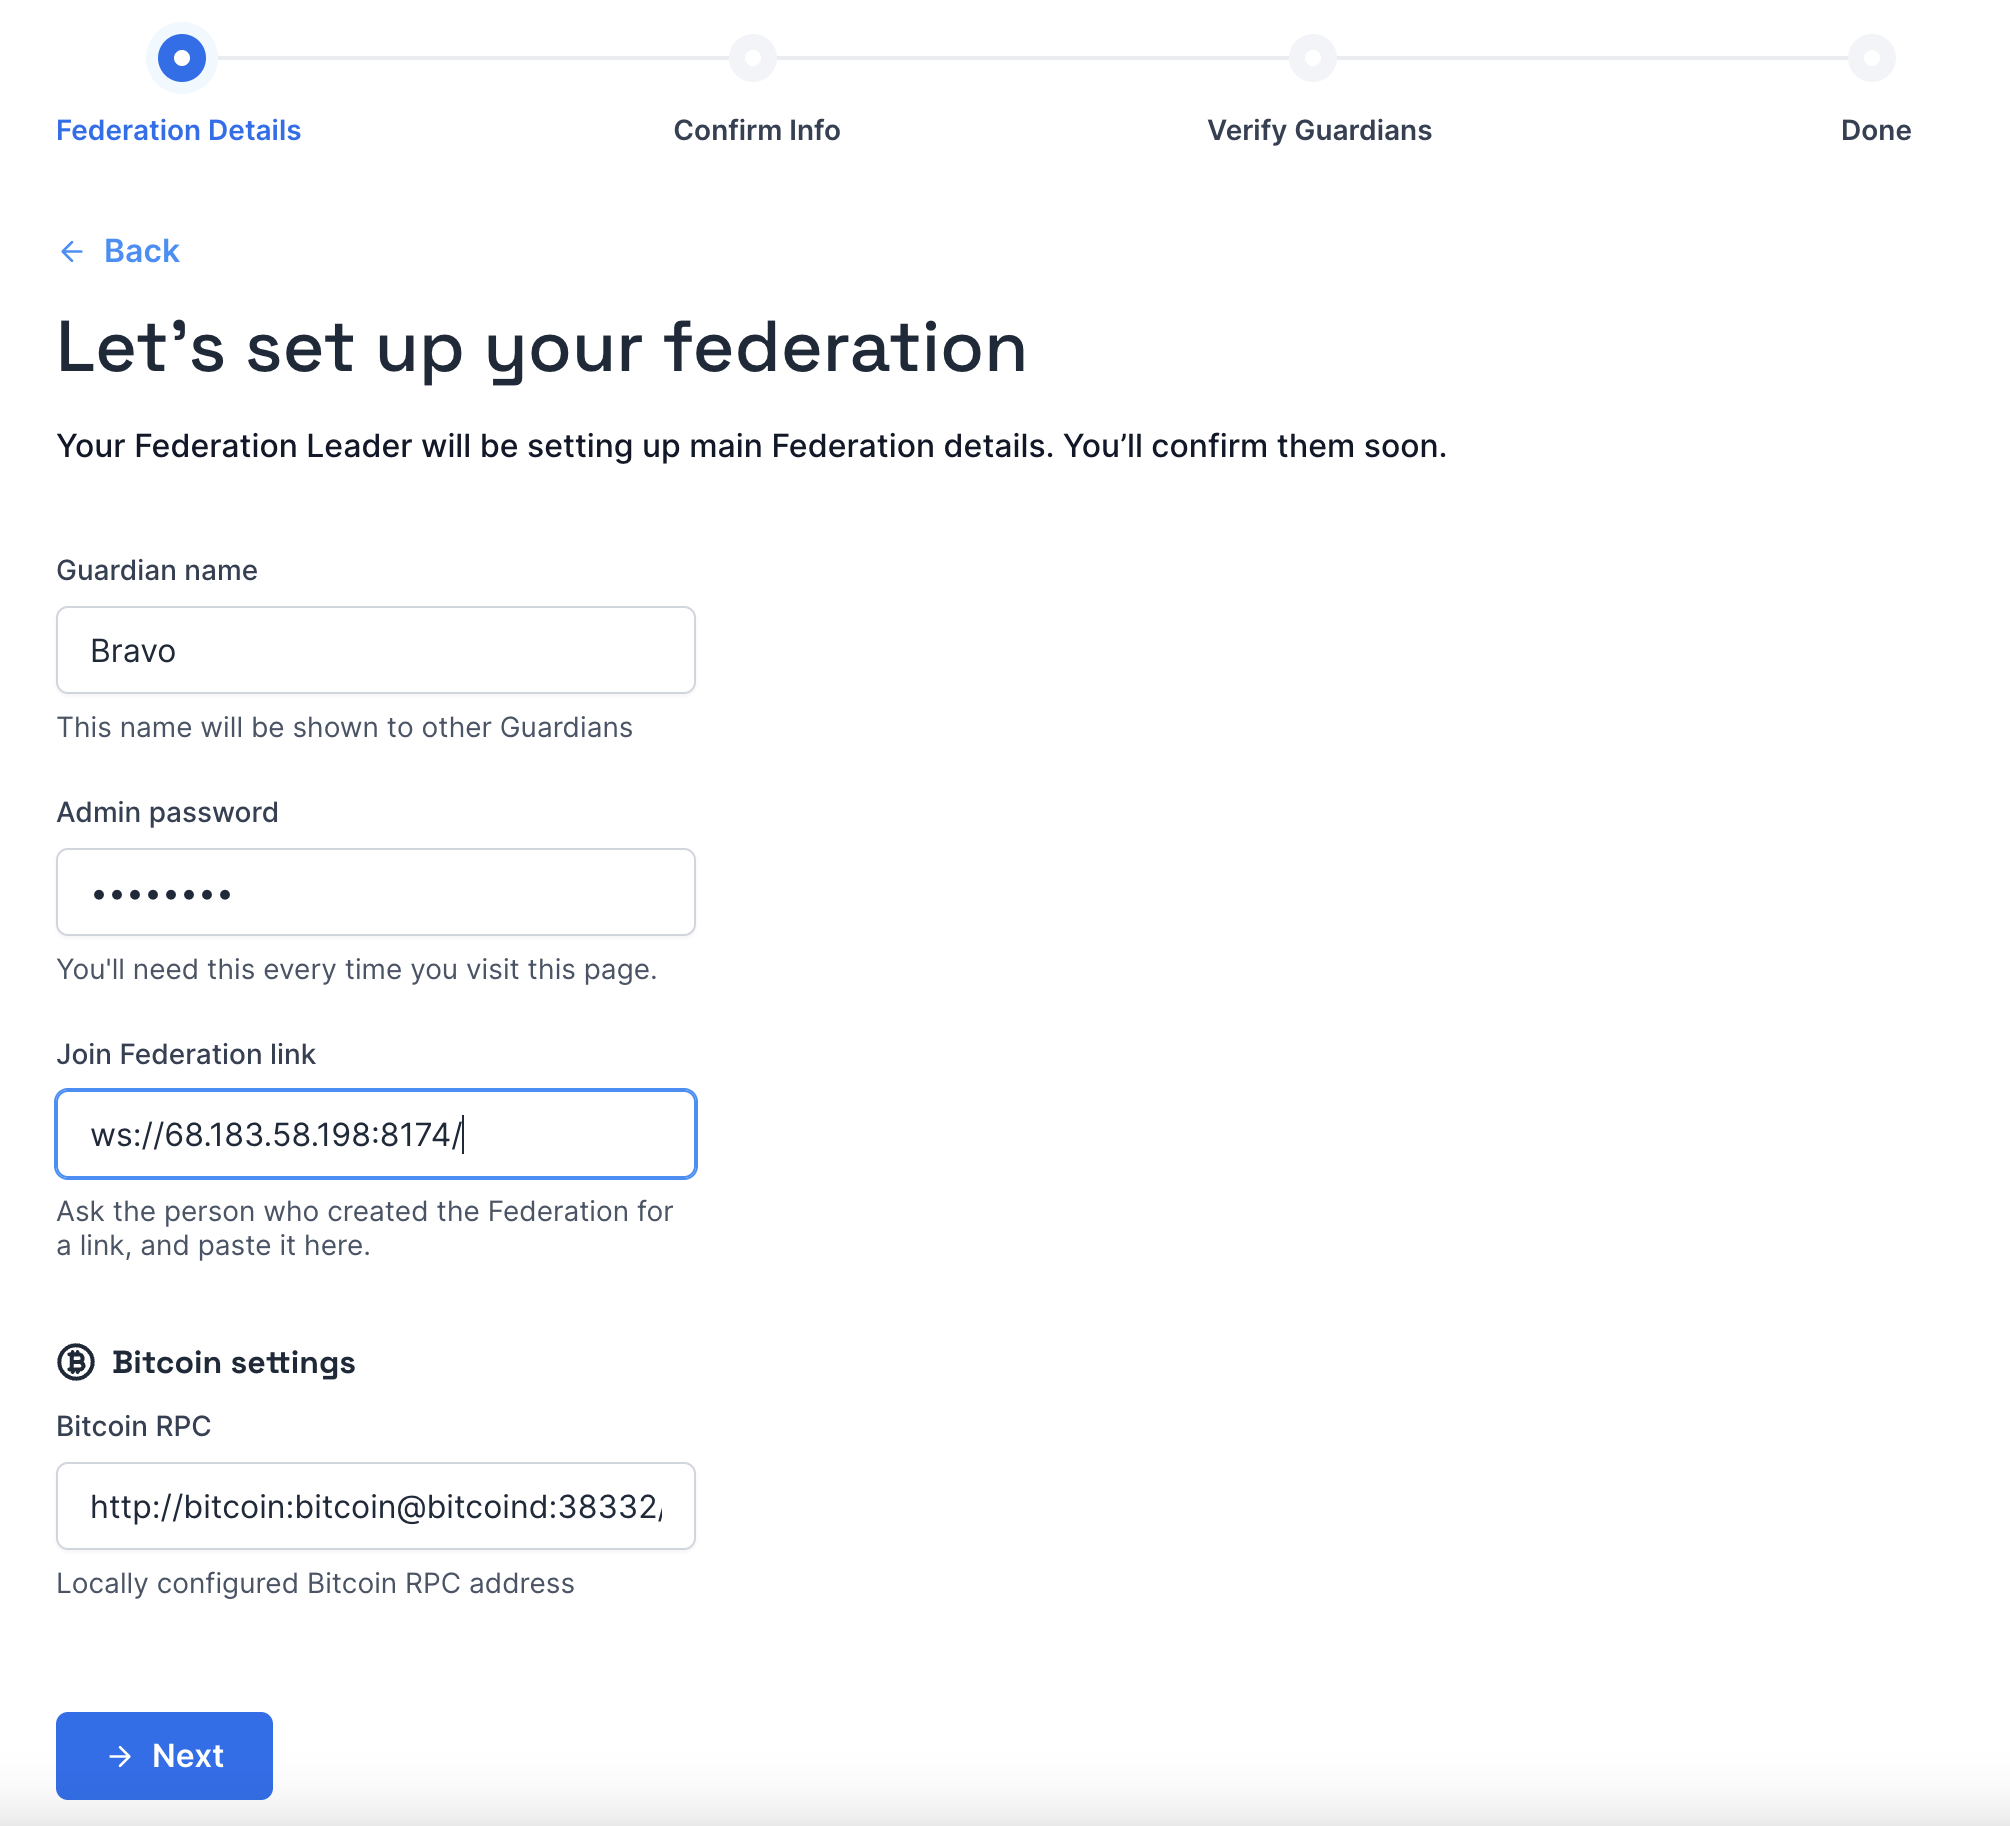 Federation Details
Confirm Info
Verify Guardians
Done
Back
Let's set up your federation
Your Federation Leader will be setting up main Federation details. You’ll confirm them soon.
Guardian name
Bravo
This name will be shown to other Guardians
Admin password
••••••••
You'll need this every time you visit this page.
Join Federation link
ws://68.183.58.198:8174/
Ask the person who created the Federation for
a link, and paste it here.
Bitcoin settings
Bitcoin RPC
http://bitcoin:bitcoin@bitcoind:38332/
Locally configured Bitcoin RPC address
Next